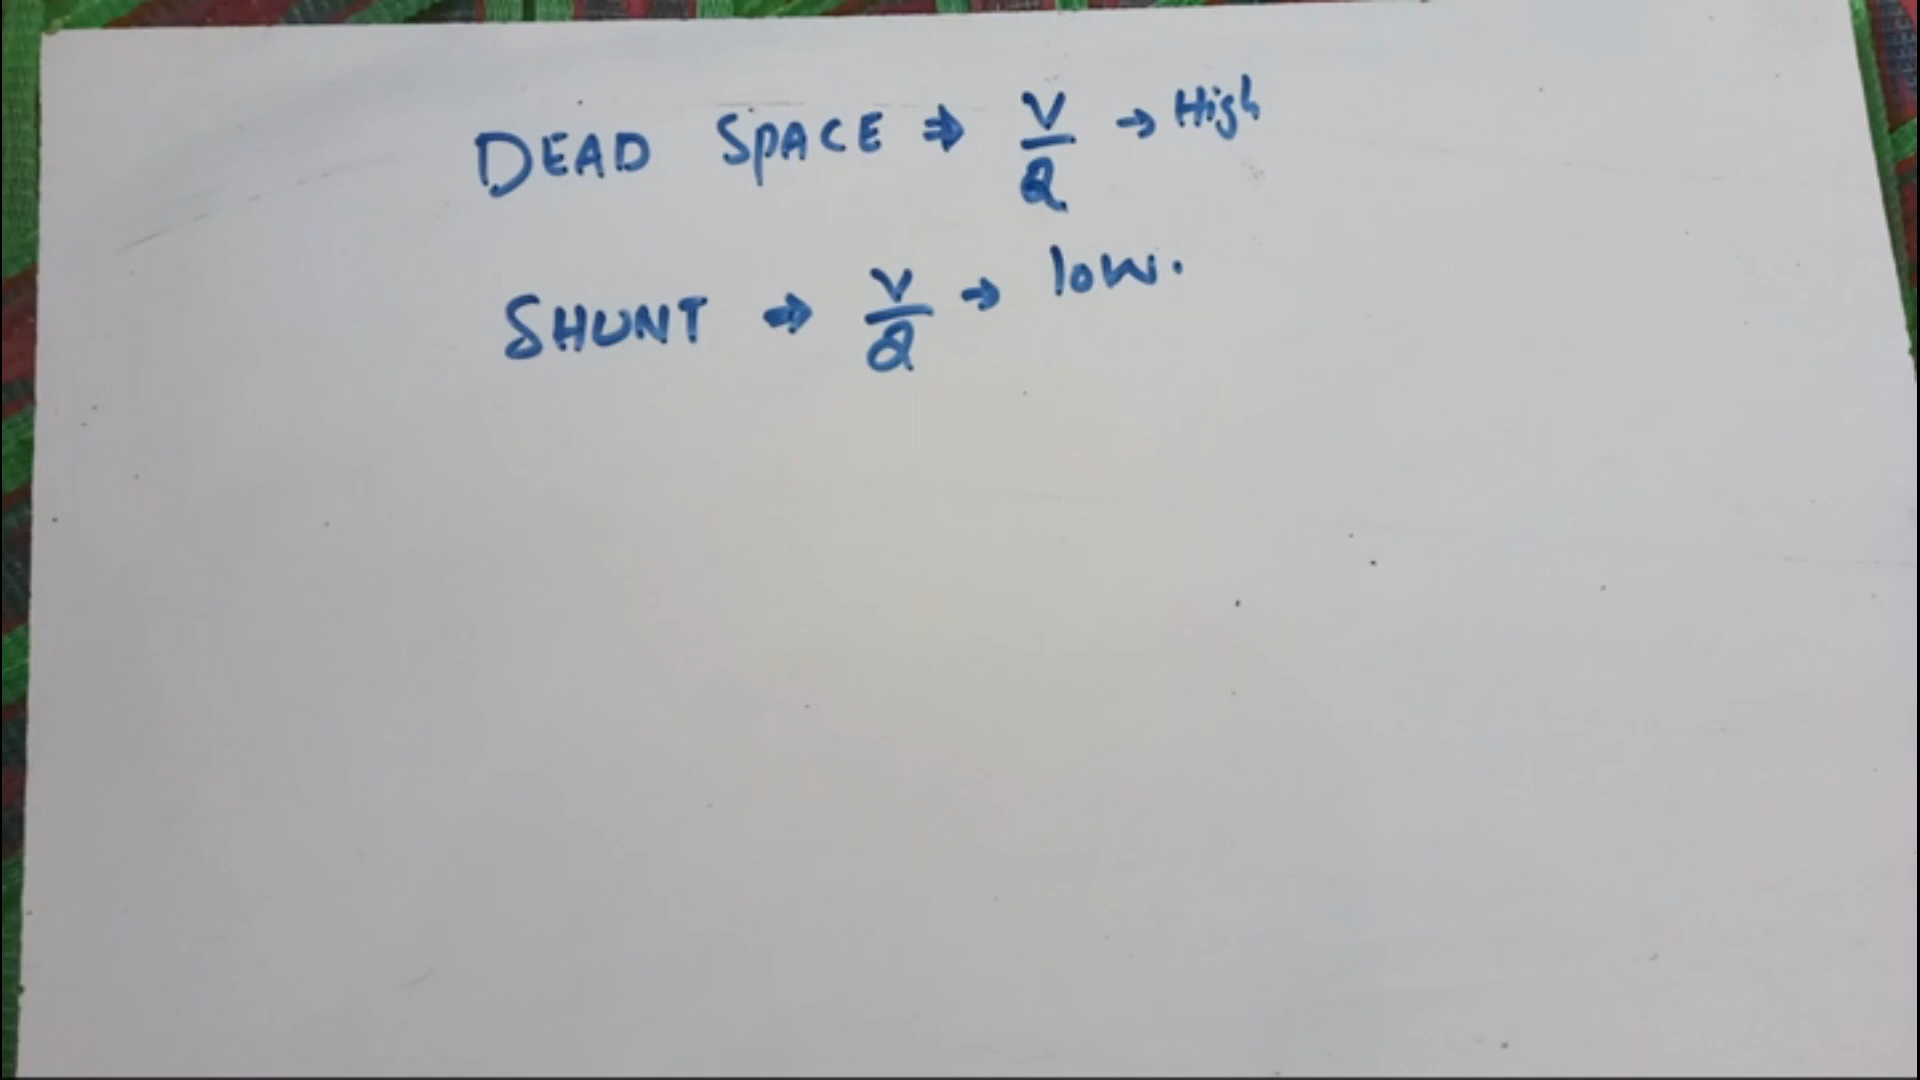 DEAD SPACE ⇒ V/Q → High
SHUNT ⇒ V/Q → low.